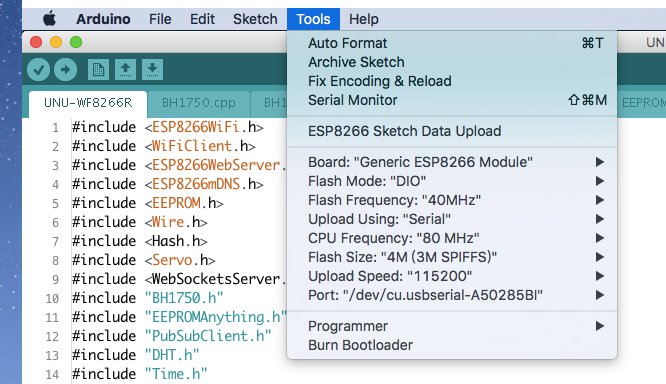 Arduino File Edit Sketch Tools Help
Auto Format ⌘T
Archive Sketch
Fix Encoding & Reload
Serial Monitor ⇧⌘M
ESP8266 Sketch Data Upload
Board: "Generic ESP8266 Module"
Flash Mode: "DIO"
Flash Frequency: "40MHz"
Upload Using: "Serial"
CPU Frequency: "80 MHz"
Flash Size: "4M (3M SPIFFS)"
Upload Speed: "115200"
Port: "/dev/cu.usbserial-A50285BI"
Programmer
Burn Bootloader
UN
UNU-WF8266R BH1750.cpp BH1 EEPROM
1 #include <ESP8266WiFi.h>
2 #include <WiFiClient.h>
3 #include <ESP8266WebServer.
4 #include <ESP8266mDNS.h>
5 #include <EEPROM.h>
6 #include <Wire.h>
7 #include <Hash.h>
8 #include <Servo.h>
9 #include <WebSocketsServer.
10 #include "BH1750.h"
11 #include "EEPROMAnything.h"
12 #include "PubSubClient.h"
13 #include "DHT.h"
14 #include "Time.h"